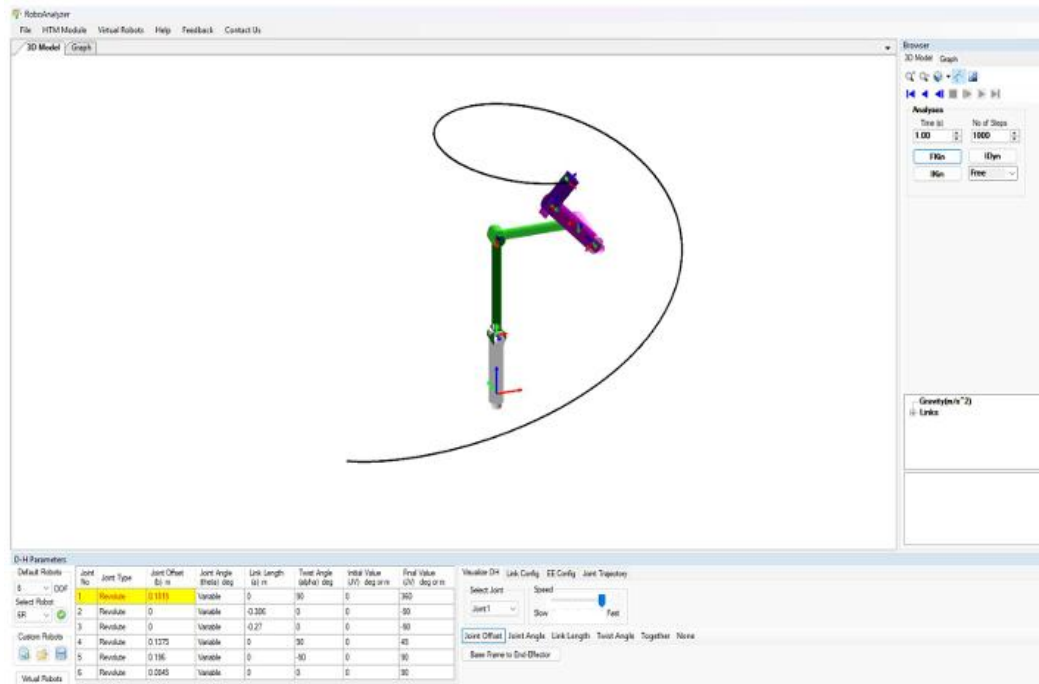 RoboAnalyzer
File HTM Module Virtual Robots Help Feedback Contact Us
3D Model Graph
Browser
3D Model Graph
Analyses
Time (s) No of Steps
1.00 1000
FKin IDyn
IKin Free
Gravity(m/s^2)
Links
D-H Parameters
Default Robots
6 DOF
Select Robot
6R
Custom Robots
Virtual Robots
Joint No Joint Type Joint Offset (b) m Joint Angle (theta) deg Link Length (a) m Twist Angle (alpha) deg Initial Value (JV) deg or m Final Value (JV) deg or m
1 Revolute Variable 0 90 0 360
2 Revolute 0 Variable 0 0 -90
3 Revolute 0 Variable -0.27 0 0 -90
4 Revolute 0.1375 Variable 0 90 0 45
5 Revolute 0.196 Variable 0 -90 0 90
6 Revolute 0.0845 Variable 0 0 0 90
Visualize DH Link Config EE Config Joint Trajectory
Select Joint Speed
Joint1 Slow Fast
Joint Offset Joint Angle Link Length Twist Angle Together None
Base Frame to End-Effector